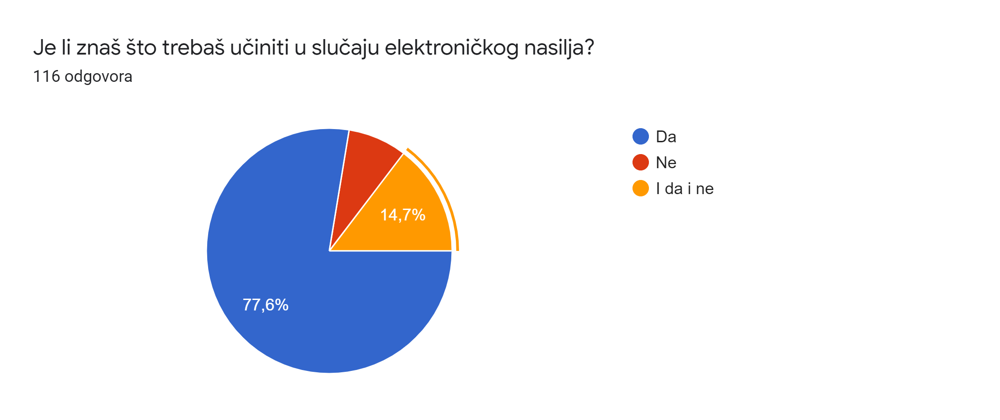 Je li znaš što trebaš učiniti u slučaju elektroničkog nasilja?
116 odgovora
Da
Ne
I da i ne
14,7%
77,6%